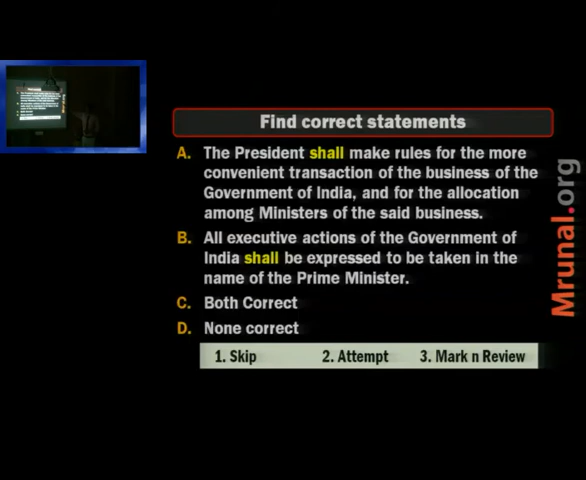 Find correct statements
A. The President shall make rules for the more
convenient transaction of the business of the
Government of India, and for the allocation
among Ministers of the said business.
B. All executive actions of the Government of
India shall be expressed to be taken in the
name of the Prime Minister.
C. Both Correct
D. None correct
1. Skip 2. Attempt 3. Mark n Review
Mrunal.org